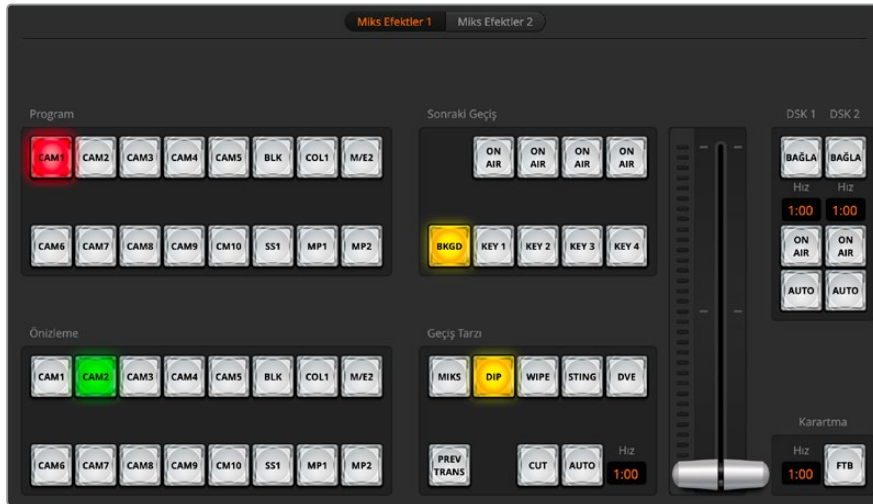 Miks Efektler 1 Miks Efektler 2
Program
CAM1 CAM2 CAM3 CAM4 CAM5 BLK COL1 M/E2
CAM6 CAM7 CAM8 CAM9 CM10 SS1 MP1 MP2
Sonraki Geçiş
ON AIR ON AIR ON AIR ON AIR
BKGD KEY 1 KEY 2 KEY 3 KEY 4
DSK 1 DSK 2
BAĞLA BAĞLA
Hız Hız
1:00 1:00
ON AIR ON AIR
AUTO AUTO
Önizleme
CAM1 CAM2 CAM3 CAM4 CAM5 BLK COL1 M/E2
CAM6 CAM7 CAM8 CAM9 CM10 SS1 MP1 MP2
Geçiş Tarzı
MIKS DIP WIPE STING DVE
PREV TRANS CUT AUTO Hız 1:00
Karartma
Hız
1:00 FTB